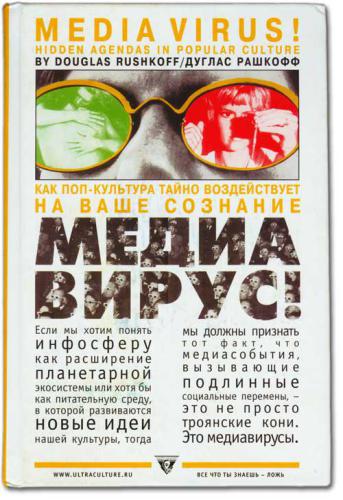 MEDIA VIRUS!
HIDDEN AGENDAS IN POPULAR CULTURE
BY DOUGLAS RUSHKOFF/ДУГЛАС РАШКОФФ
КАК ПОП-КУЛЬТУРА ТАЙНО ВОЗДЕЙСТВУЕТ
НА ВАШЕ СОЗНАНИЕ
МЕДИА
ВИРУС!
Если мы хотим понять
инфосферу
как расширение
планетарной
экосистемы или хотя бы
как питательную среду,
в которой развиваются
новые идеи
нашей культуры, тогда
мы должны признать
тот факт, что
медиасобытия,
вызывающие
подлинные
социальные перемены, –
это не просто
троянские кони.
Это медиавирусы.
WWW.ULTRACULTURE.RU
ВСЕ ЧТО ТЫ ЗНАЕШЬ – ЛОЖЬ